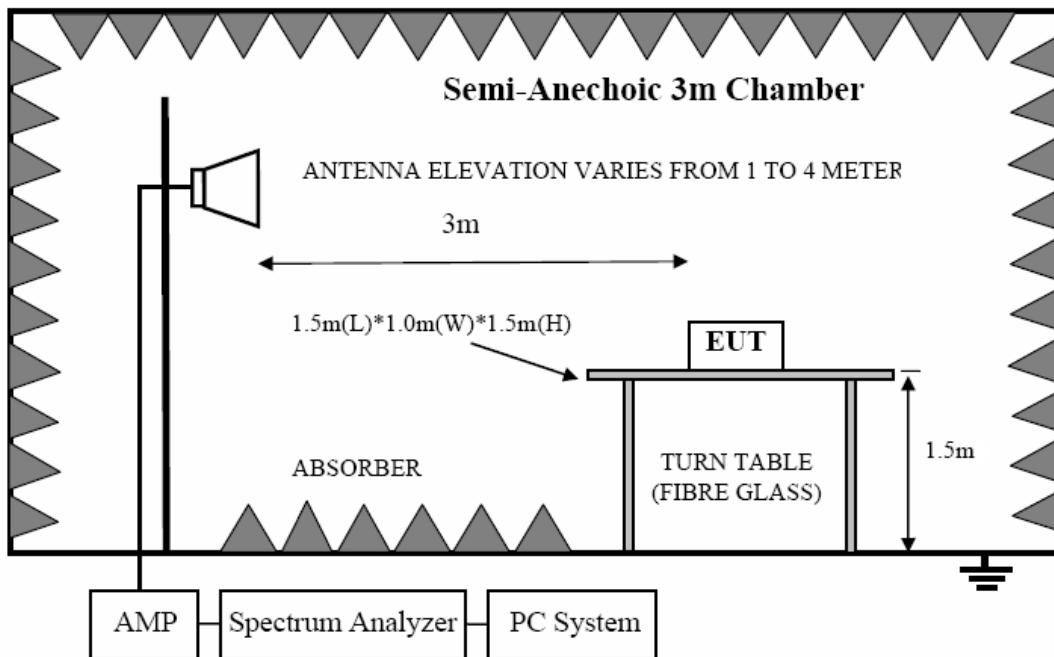 Semi-Anechoic 3m Chamber
ANTENNA ELEVATION VARIES FROM 1 TO 4 METER
3m
1.5m(L)*1.0m(W)*1.5m(H)
EUT
1.5m
ABSORBER
TURN TABLE
(FIBRE GLASS)
AMP
Spectrum Analyzer
PC System